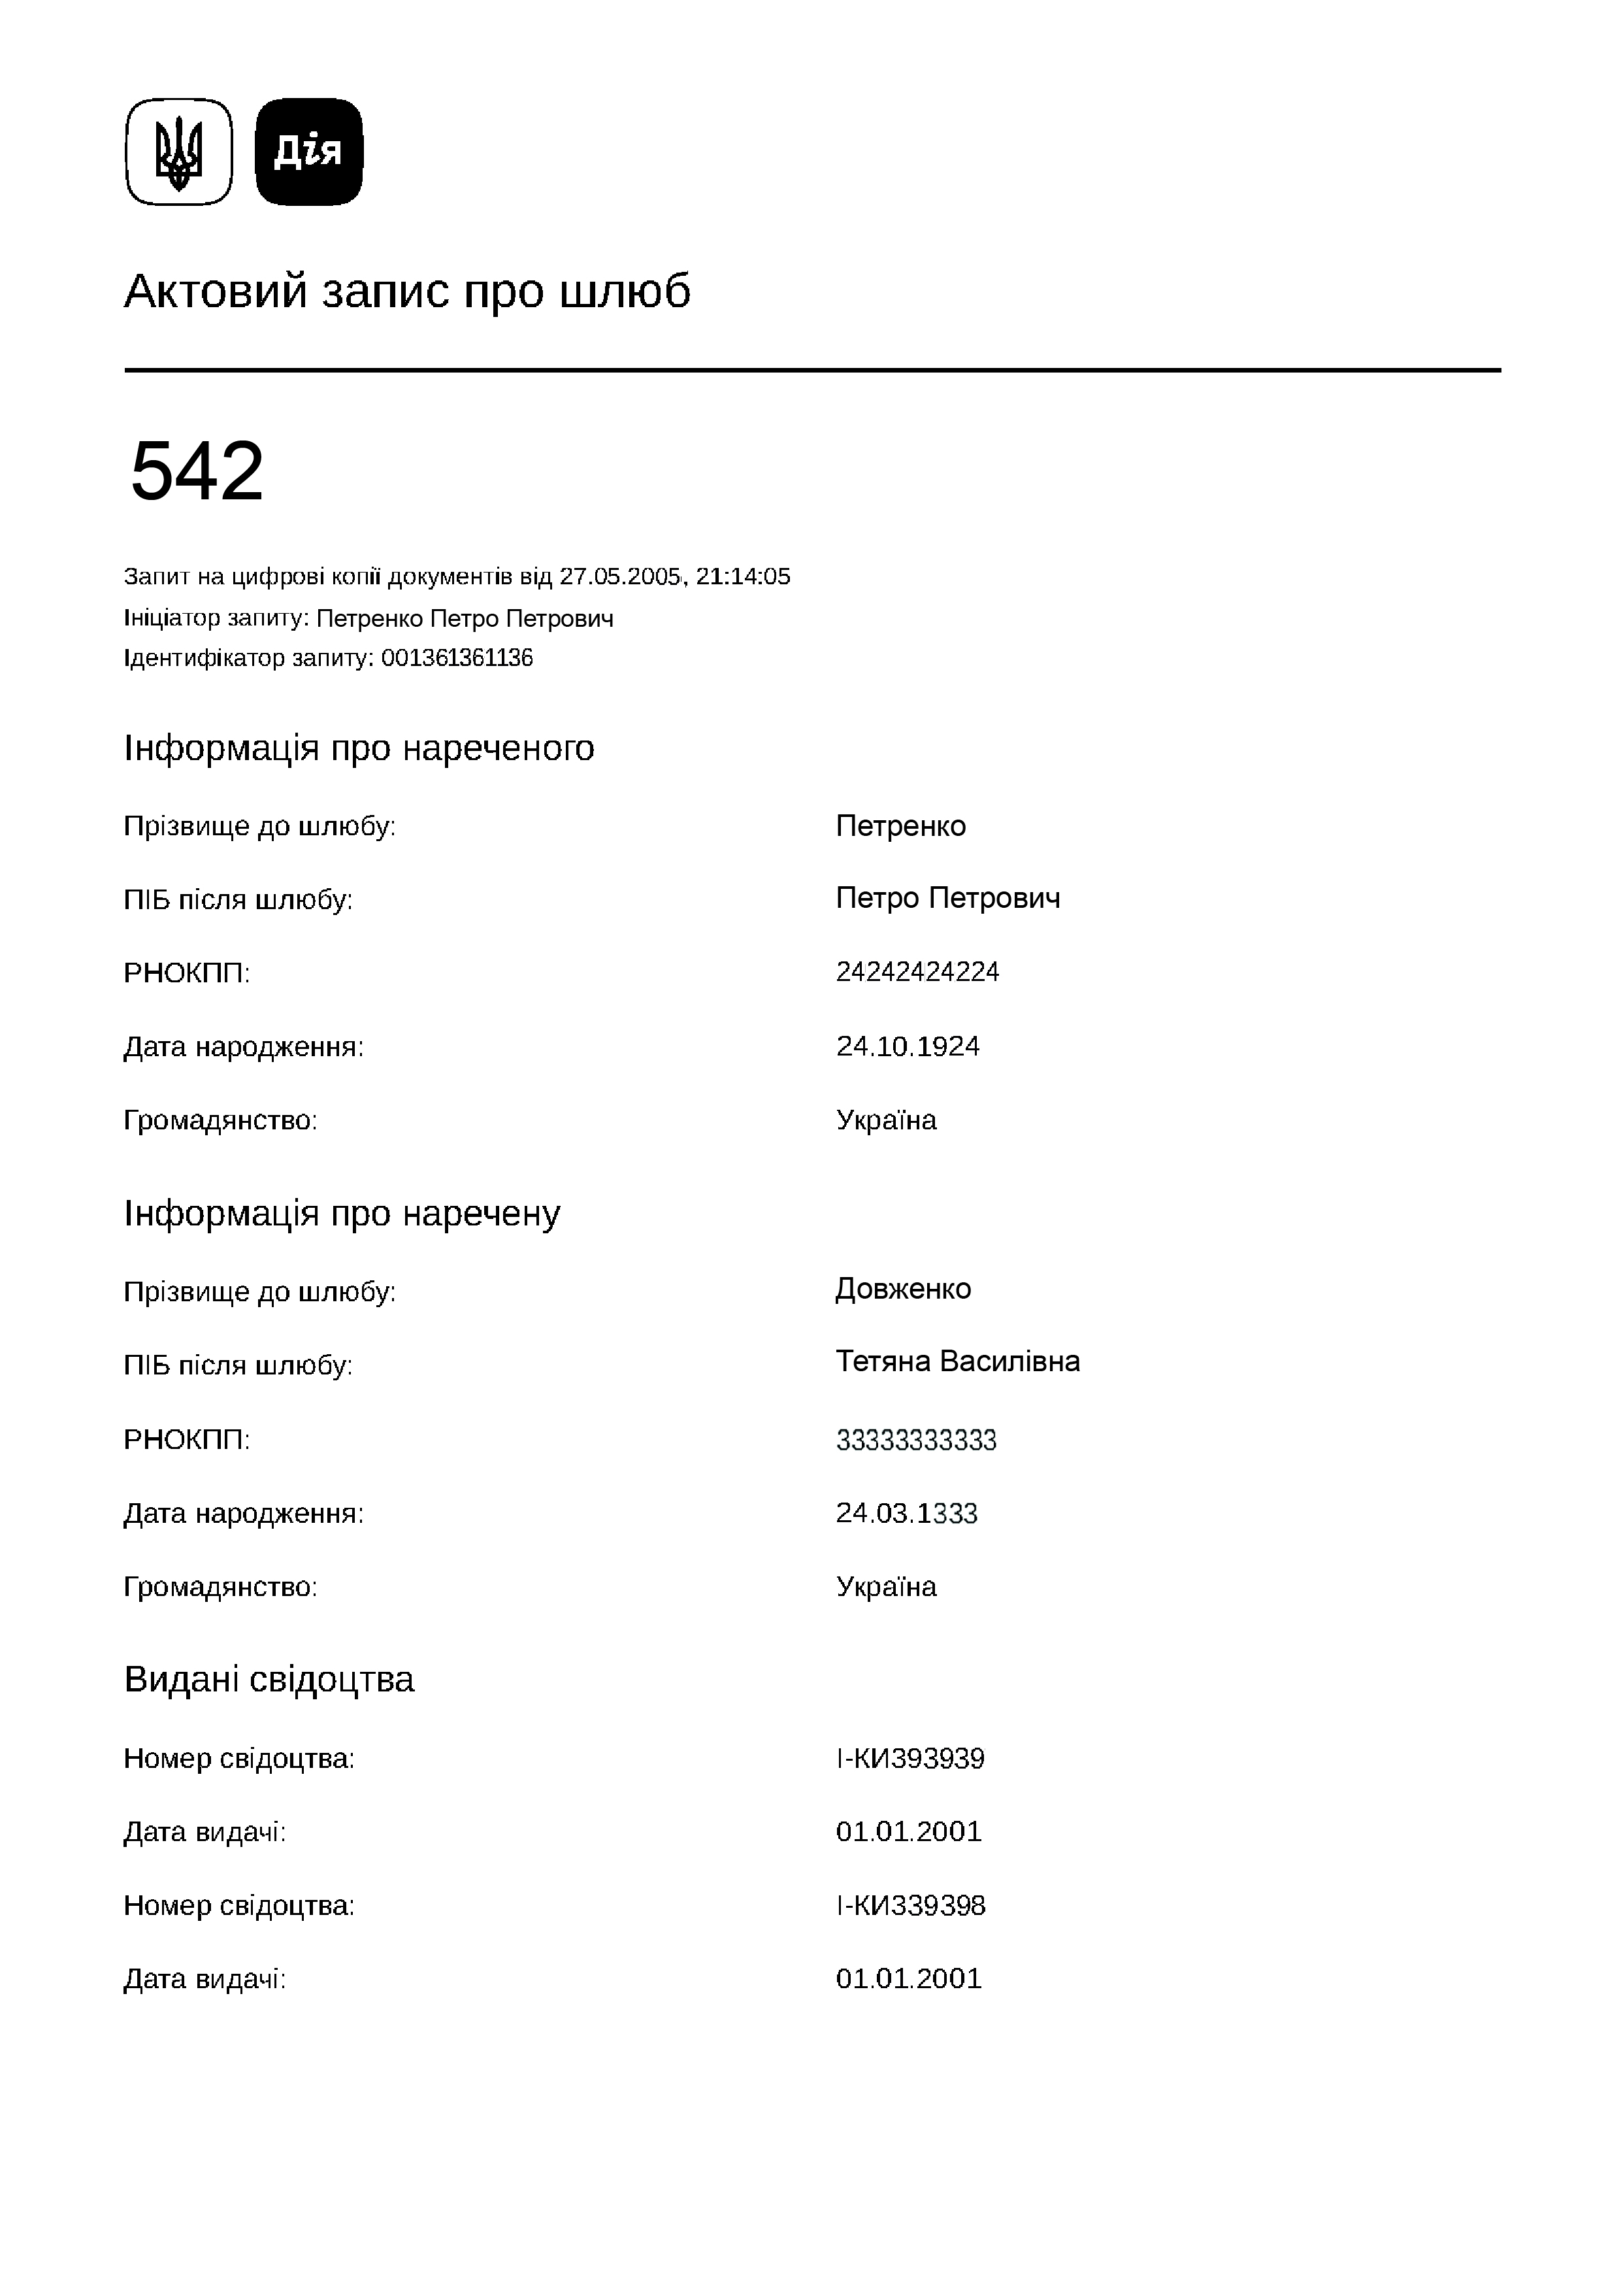 Дія
Актовий запис про шлюб
542
Запит на цифрові копії документів від 27.05.2005, 21:14:05
Ініціатор запиту: Петренко Петро Петрович
Ідентифікатор запиту: 001361361136
Інформація про нареченого
Прізвище до шлюбу: Петренко
ПІБ після шлюбу: Петро Петрович
РНОКПП: 24242424224
Дата народження: 24.10.1924
Громадянство: Україна
Інформація про наречену
Прізвище до шлюбу: Довженко
ПІБ після шлюбу: Тетяна Василівна
РНОКПП: 33333333333
Дата народження: 24.03.1333
Громадянство: Україна
Видані свідоцтва
Номер свідоцтва: І-КИ393939
Дата видачі: 01.01.2001
Номер свідоцтва: І-КИ339398
Дата видачі: 01.01.2001